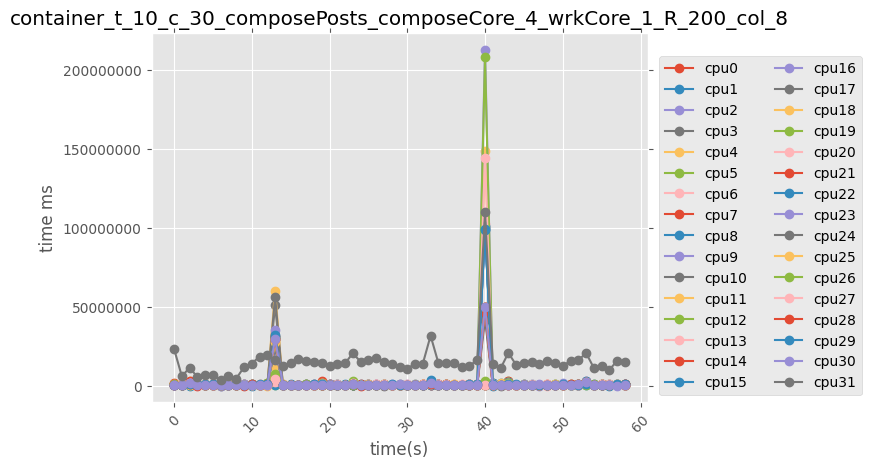 container_t_10_c_30_composePosts_composeCore_4_wrkCore_1_R_200_col_8
200000000
150000000
100000000
50000000
0
time ms
0
10
20
30
40
50
60
time(s)
cpu0
cpu1
cpu2
cpu3
cpu4
cpu5
cpu6
cpu7
cpu8
cpu9
cpu10
cpu11
cpu12
cpu13
cpu14
cpu15
cpu16
cpu17
cpu18
cpu19
cpu20
cpu21
cpu22
cpu23
cpu24
cpu25
cpu26
cpu27
cpu28
cpu29
cpu30
cpu31